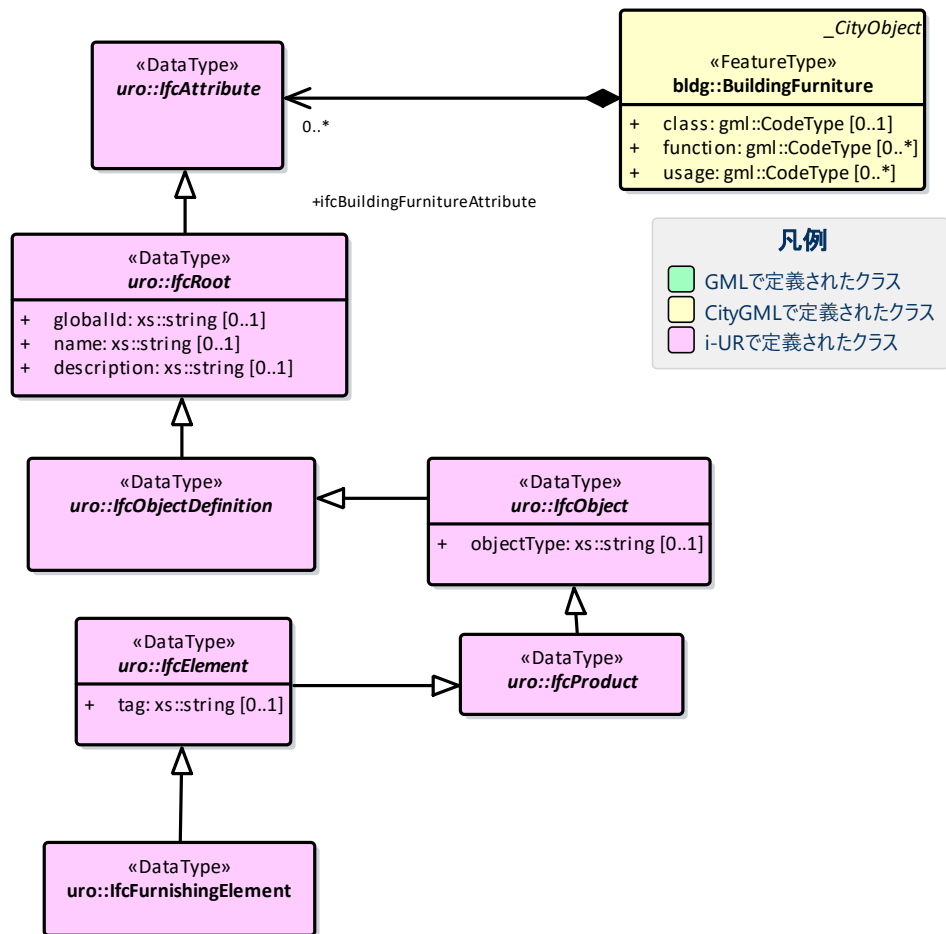 «DataType»
uro::IfcAttribute
_CityObject
«FeatureType»
bldg::BuildingFurniture
+ class: gml::CodeType [0..1]
+ function: gml::CodeType [0..*]
+ usage: gml::CodeType [0..*]
0..*
+ifcBuildingFurnitureAttribute
凡例
GMLで定義されたクラス
CityGMLで定義されたクラス
i-URで定義されたクラス
«DataType»
uro::IfcRoot
+ globalId: xs::string [0..1]
+ name: xs::string [0..1]
+ description: xs::string [0..1]
«DataType»
uro::IfcObjectDefinition
«DataType»
uro::IfcObject
+ objectType: xs::string [0..1]
«DataType»
uro::IfcElement
+ tag: xs::string [0..1]
«DataType»
uro::IfcProduct
«DataType»
uro::IfcFurnishingElement